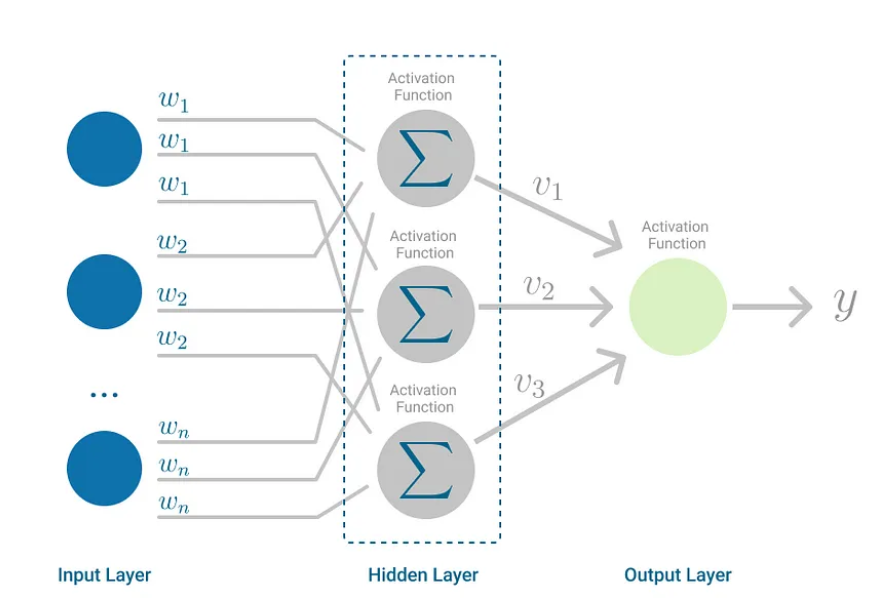 Activation
Function
w1
w1
w1
Σ
v1
Activation
Function
w2
Activation
Function
Σ
w2
v2
y
w2
...
Activation
Function
v3
wn
wn
Σ
wn
Input Layer
Hidden Layer
Output Layer